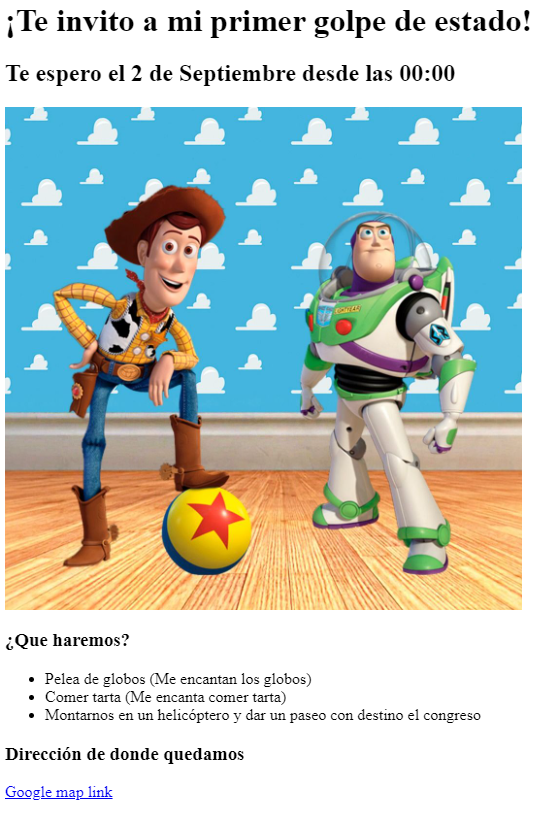 ¡Te invito a mi primer golpe de estado!
Te espero el 2 de Septiembre desde las 00:00
¿Que haremos?
Pelea de globos (Me encantan los globos)
Comer tarta (Me encanta comer tarta)
Montarnos en un helicóptero y dar un paseo con destino el congreso
Dirección de donde quedamos
Google map link